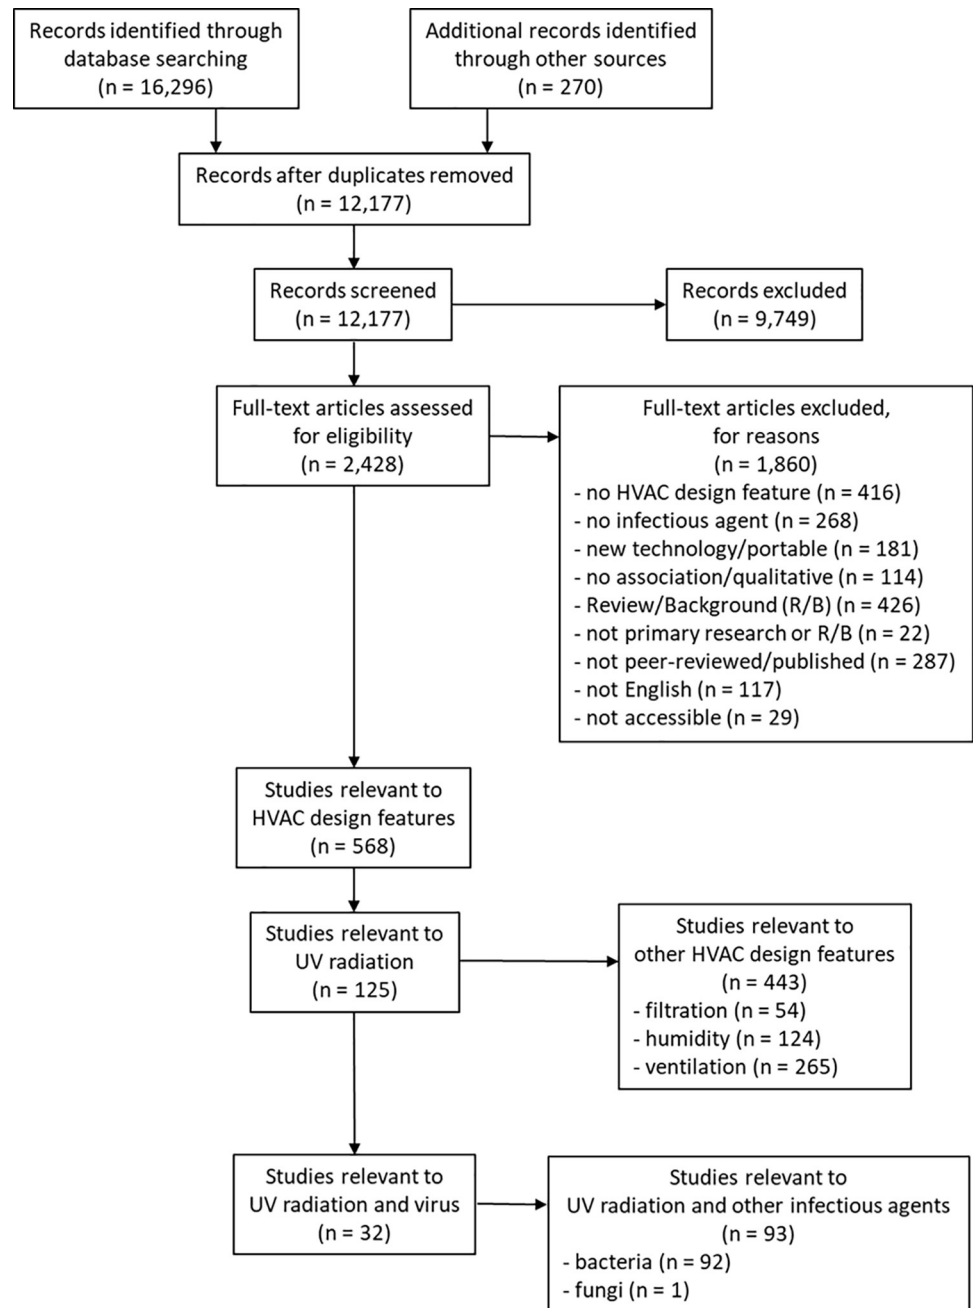 Records identified through
database searching
(n = 16,296)
Additional records identified
through other sources
(n = 270)
Records after duplicates removed
(n = 12,177)
Records screened
(n = 12,177)
Records excluded
(n = 9,749)
Full-text articles assessed
for eligibility
(n = 2,428)
Full-text articles excluded,
for reasons
(n = 1,860)
- no HVAC design feature (n = 416)
- no infectious agent (n = 268)
- new technology/portable (n = 181)
- no association/qualitative (n = 114)
- Review/Background (R/B) (n = 426)
- not primary research or R/B (n = 22)
- not peer-reviewed/published (n = 287)
- not English (n = 117)
- not accessible (n = 29)
Studies relevant to
HVAC design features
(n = 568)
Studies relevant to
UV radiation
(n = 125)
Studies relevant to
other HVAC design features
(n = 443)
- filtration (n = 54)
- humidity (n = 124)
- ventilation (n = 265)
Studies relevant to
UV radiation and virus
(n = 32)
Studies relevant to
UV radiation and other infectious agents
(n = 93)
- bacteria (n = 92)
- fungi (n = 1)